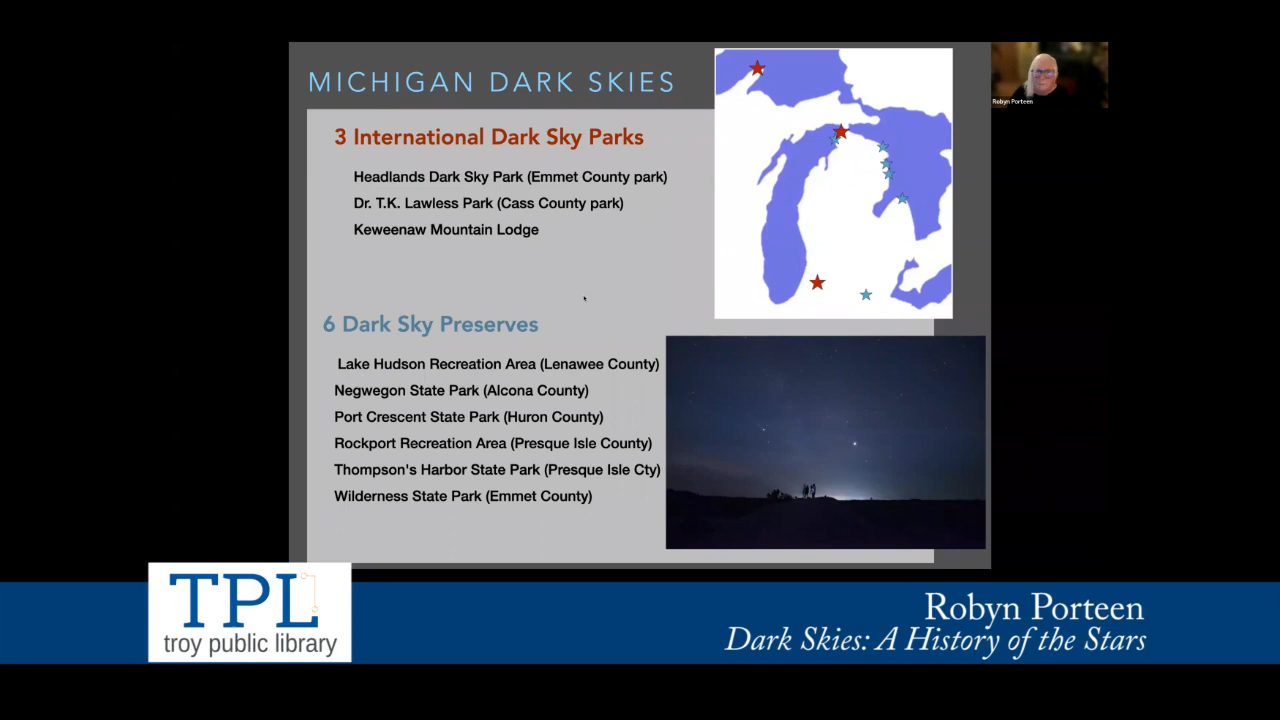 MICHIGAN DARK SKIES
3 International Dark Sky Parks
Headlands Dark Sky Park (Emmet County park)
Dr. T.K. Lawless Park (Cass County park)
Keweenaw Mountain Lodge
6 Dark Sky Preserves
Lake Hudson Recreation Area (Lenawee County)
Negwegon State Park (Alcona County)
Port Crescent State Park (Huron County)
Rockport Recreation Area (Presque Isle County)
Thompson's Harbor State Park (Presque Isle Cty)
Wilderness State Park (Emmet County)
Robyn Porteen
TPL
troy public library
Robyn Porteen
Dark Skies: A History of the Stars